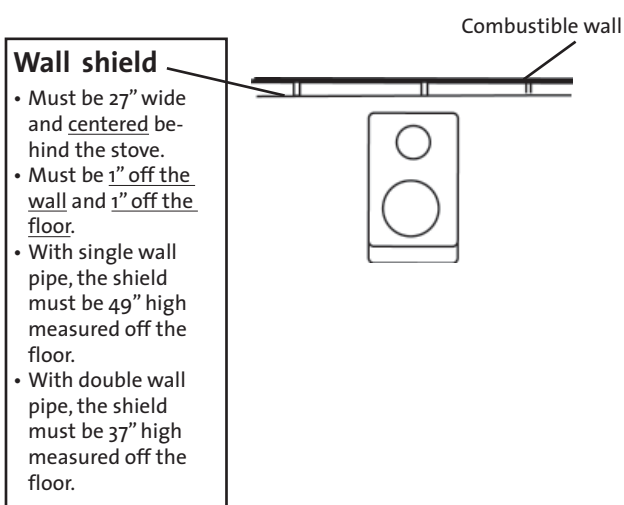 Combustible wall
Wall shield
• Must be 27” wide
and centered be-
hind the stove.
• Must be 1” off the
wall and 1” off the
floor.
• With single wall
pipe, the shield
must be 49” high
measured off the
floor.
• With double wall
pipe, the shield
must be 37” high
measured off the
floor.